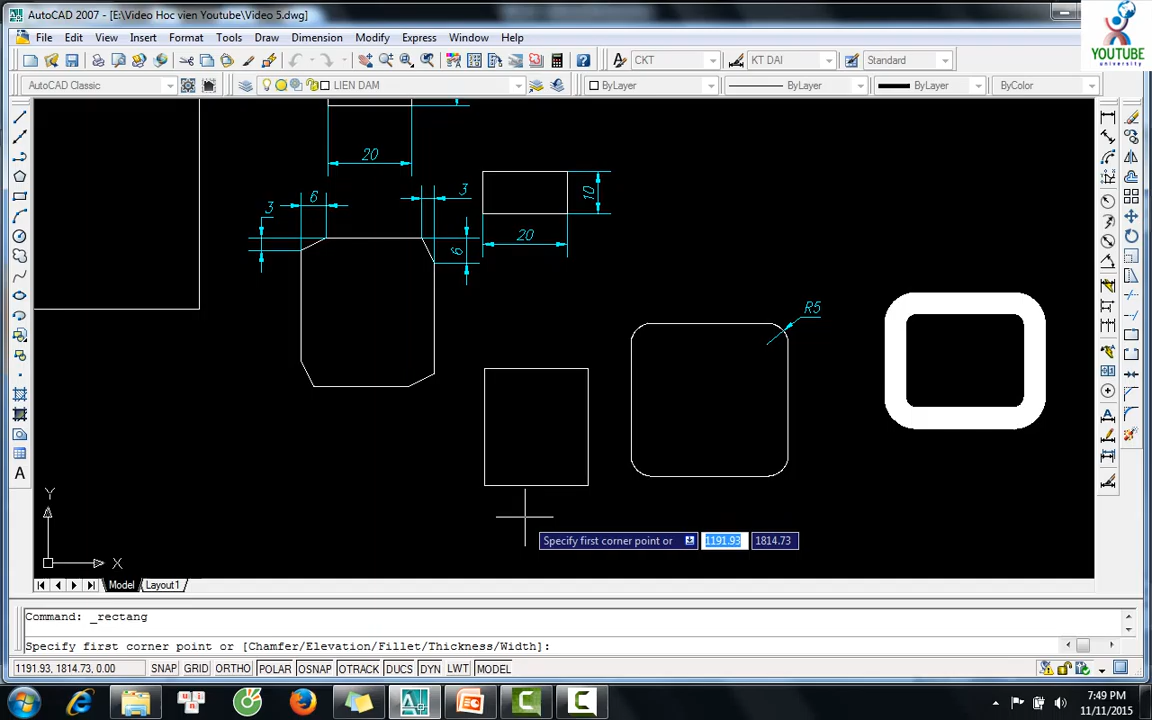 AutoCAD 2007 - [E:\Video Hoc vien Youtube\Video 5.dwg]
File Edit View Insert Format Tools Draw Dimension Modify Express Window Help
YOUTUBE
university
CKT KT DAI Standard
AutoCAD Classic LIEN DAM ByLayer ByLayer ByLayer ByColor
20
6 3 10
3
20
6
R5
Y
X
Specify first corner point or 1191.93 1814.73
A
Model Layout1
Command: _rectang
Specify first corner point or [Chamfer/Elevation/Fillet/Thickness/Width]:
1191.93, 1814.73, 0.00 SNAP GRID ORTHO POLAR OSNAP OTRACK DUCS DYN LWT MODEL
7:49 PM
11/11/2015